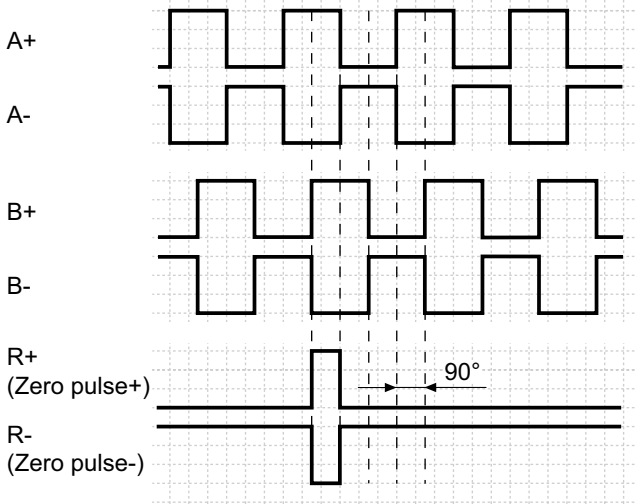 A+
A-
B+
B-
R+
(Zero pulse+)
90°
R-
(Zero pulse-)